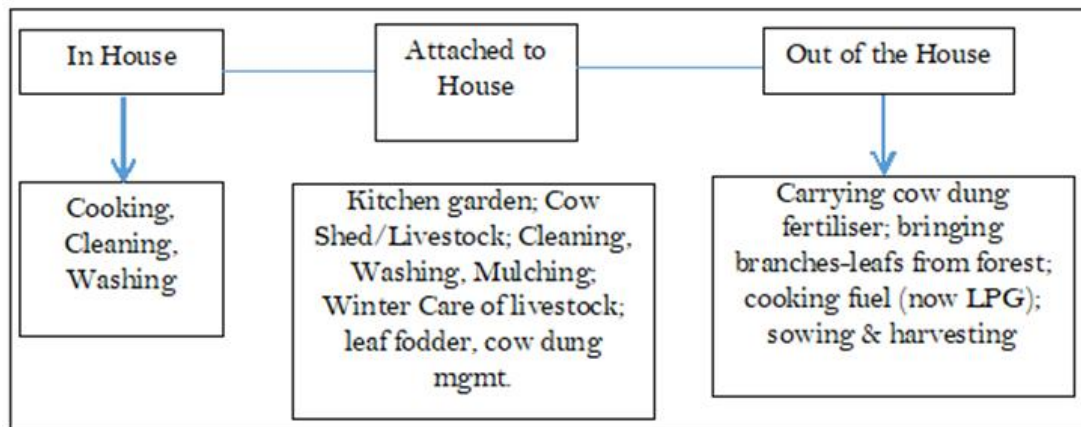 In House
Attached to
House
Out of the House
Cooking,
Cleaning,
Washing
Kitchen garden; Cow
Shed/Livestock; Cleaning,
Washing, Mulching;
Winter Care of livestock;
leaf fodder, cow dung
mgmt.
Carrying cow dung
fertiliser; bringing
branches-leafs from forest;
cooking fuel (now LPG);
sowing & harvesting